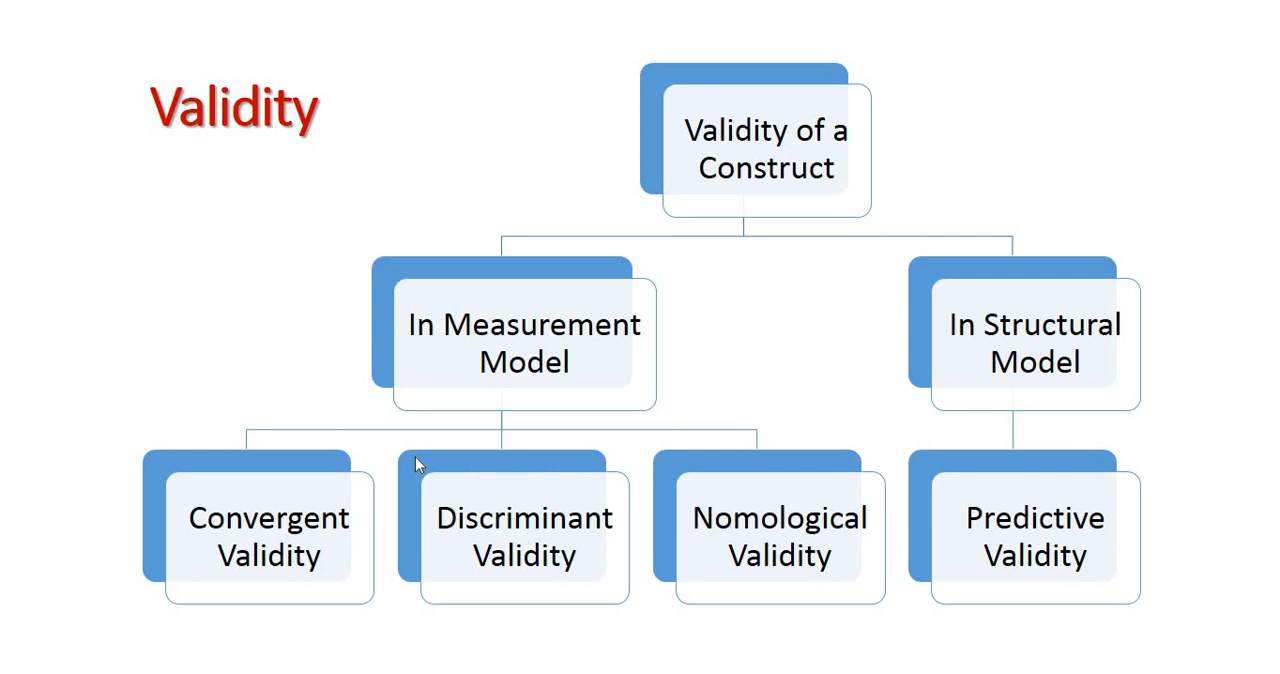 Validity
Validity of a
Construct
In Measurement
Model
In Structural
Model
Convergent
Validity
Discriminant
Validity
Nomological
Validity
Predictive
Validity